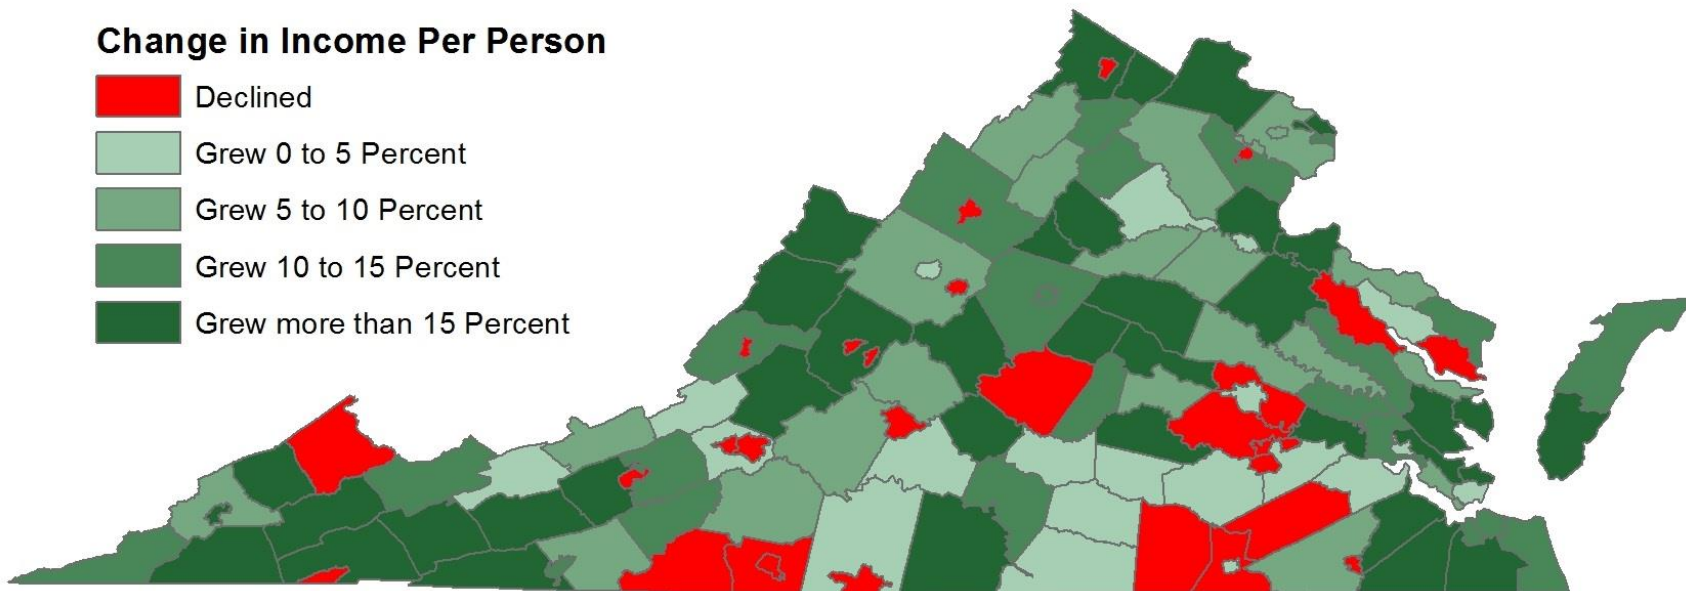 Change in Income Per Person
Declined
Grew 0 to 5 Percent
Grew 5 to 10 Percent
Grew 10 to 15 Percent
Grew more than 15 Percent